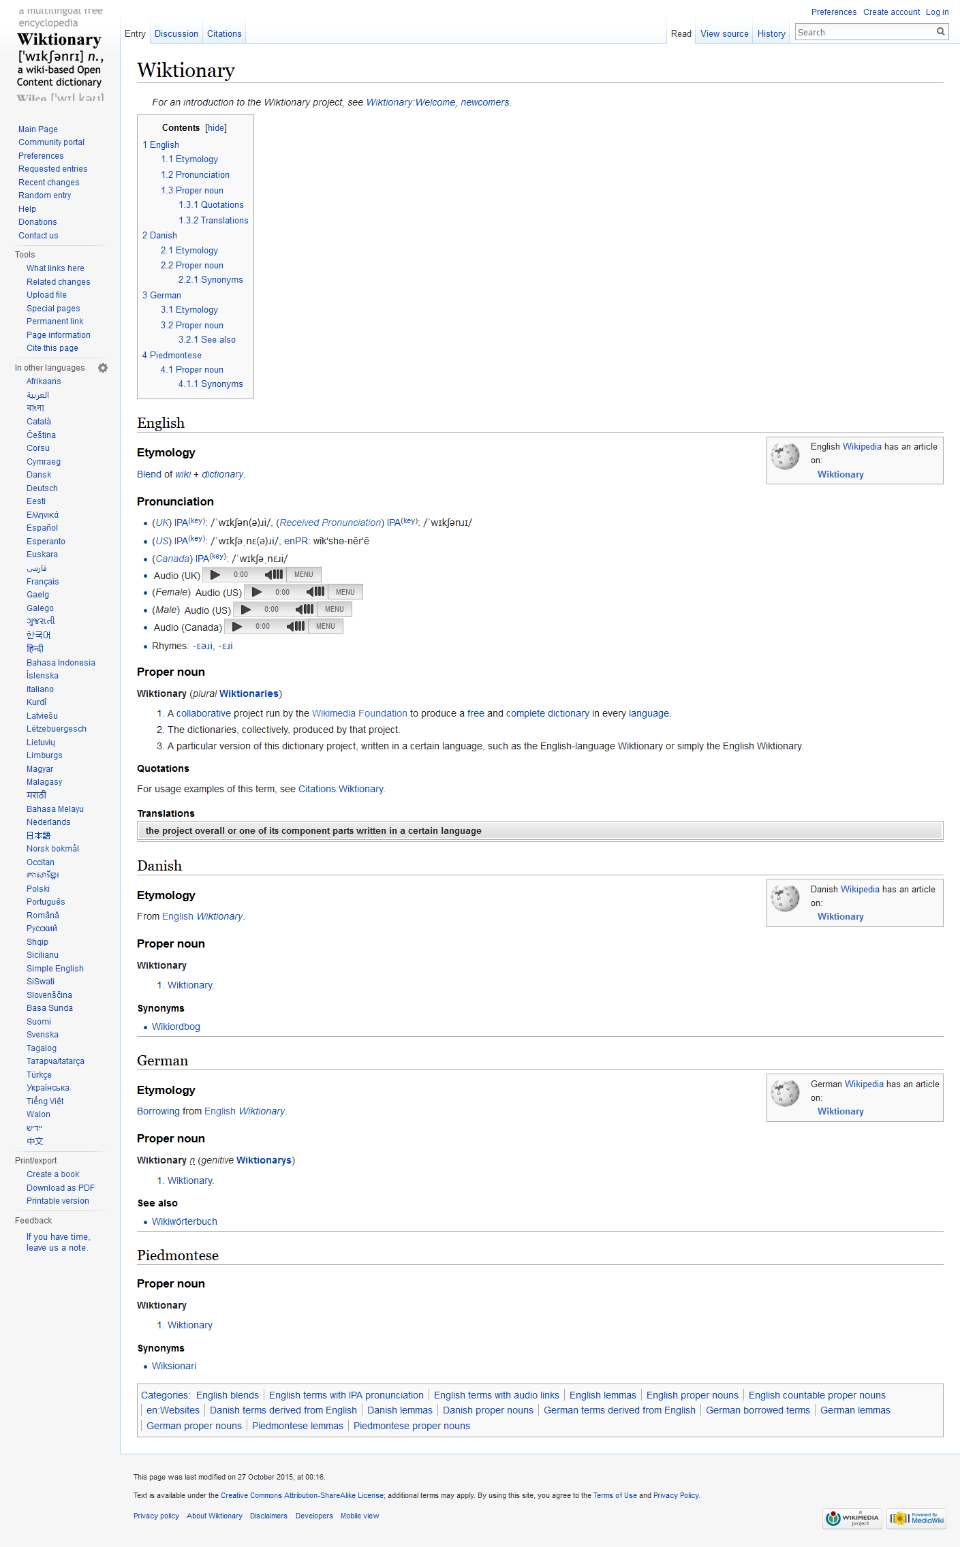 a multilingual free
encyclopedia
Wiktionary
[ˈwɪkʃənrɪ] n.,
a wiki-based Open
Content dictionary
Wilco [ˈwɪl kəʊ]
Preferences Create account Log in
Entry Discussion Citations Read View source History Search
Main Page
Community portal
Preferences
Requested entries
Recent changes
Random entry
Help
Donations
Contact us
Tools
What links here
Related changes
Upload file
Special pages
Permanent link
Page information
Cite this page
In other languages
Afrikaans
العربية
বাংলা
Català
Čeština
Corsu
Cymraeg
Dansk
Deutsch
Eesti
Ελληνικά
Español
Esperanto
Euskara
فارسی
Français
Gaeilge
Galego
ગુજરાતી
한국어
हिन्दी
Bahasa Indonesia
Íslenska
Italiano
Kurdî
Latviešu
Lëtzebuergesch
Lietuvių
Limburgs
Magyar
Malagasy
मराठी
Bahasa Melayu
Nederlands
日本語
Norsk bokmål
Occitan
ភាសាខ្មែរ
Polski
Português
Română
Русский
Shqip
Sicilianu
Simple English
SiSwati
Slovenščina
Basa Sunda
Suomi
Svenska
Tagalog
Татарча/tatarça
Türkçe
Українська
Tiếng Việt
Walon
ייִדיש
中文
Print/export
Create a book
Download as PDF
Printable version
Feedback
If you have time,
leave us a note.
Wiktionary
For an introduction to the Wiktionary project, see Wiktionary:Welcome, newcomers.
Contents [hide]
1 English
1.1 Etymology
1.2 Pronunciation
1.3 Proper noun
1.3.1 Quotations
1.3.2 Translations
2 Danish
2.1 Etymology
2.2 Proper noun
2.2.1 Synonyms
3 German
3.1 Etymology
3.2 Proper noun
3.2.1 See also
4 Piedmontese
4.1 Proper noun
4.1.1 Synonyms
English
English Wikipedia has an article
on:
Wiktionary
Etymology
Blend of wiki + dictionary.
Pronunciation
• (UK) IPA(key): /ˈwɪkʃən(ə)ɹi/, (Received Pronunciation) IPA(key): /ˈwɪkʃənɹɪ/
• (US) IPA(key): /ˈwɪkʃəˌnɛ(ə)ɹi/, enPR: wĭk'shə-nĕr'ē
• (Canada) IPA(key): /ˈwɪkʃəˌnɛɹi/
• Audio (UK) 0:00 MENU
• (Female) Audio (US) 0:00 MENU
• (Male) Audio (US) 0:00 MENU
• Audio (Canada) 0:00 MENU
• Rhymes: -ɛəɹi, -ɛɹi
Proper noun
Wiktionary (plural Wiktionaries)
1. A collaborative project run by the Wikimedia Foundation to produce a free and complete dictionary in every language.
2. The dictionaries, collectively, produced by that project.
3. A particular version of this dictionary project, written in a certain language, such as the English-language Wiktionary or simply the English Wiktionary.
Quotations
For usage examples of this term, see Citations:Wiktionary.
Translations
the project overall or one of its component parts written in a certain language
Danish
Danish Wikipedia has an article
on:
Wiktionary
Etymology
From English Wiktionary.
Proper noun
Wiktionary
1. Wiktionary.
Synonyms
• Wikiordbog
German
German Wikipedia has an article
on:
Wiktionary
Etymology
Borrowing from English Wiktionary.
Proper noun
Wiktionary n (genitive Wiktionarys)
1. Wiktionary.
See also
• Wikiwörterbuch
Piedmontese
Proper noun
Wiktionary
1. Wiktionary
Synonyms
• Wiksionari
Categories: English blends | English terms with IPA pronunciation | English terms with audio links | English lemmas | English proper nouns | English countable proper nouns
| en:Websites | Danish terms derived from English | Danish lemmas | Danish proper nouns | German terms derived from English | German borrowed terms | German lemmas
| German proper nouns | Piedmontese lemmas | Piedmontese proper nouns
This page was last modified on 27 October 2015, at 00:16.
Text is available under the Creative Commons Attribution-ShareAlike License; additional terms may apply. By using this site, you agree to the Terms of Use and Privacy Policy.
Privacy policy About Wiktionary Disclaimers Developers Mobile view
A WIKIMEDIA project
Powered By MediaWiki